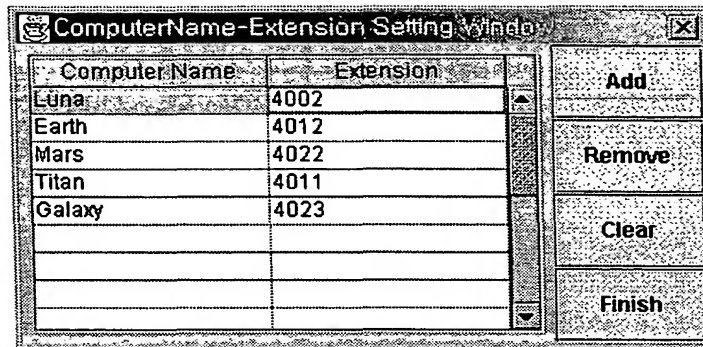 ComputerName-Extension Setting Window
Computer Name Extension
Luna 4002
Earth 4012
Mars 4022
Titan 4011
Galaxy 4023
Add
Remove
Clear
Finish